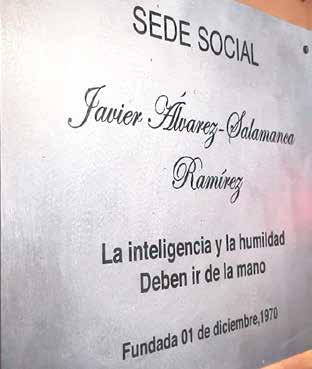 SEDE SOCIAL
Javier Álvarez-Salamanca
Ramírez
La inteligencia y la humildad
Deben ir de la mano
Fundada 01 de diciembre,1970